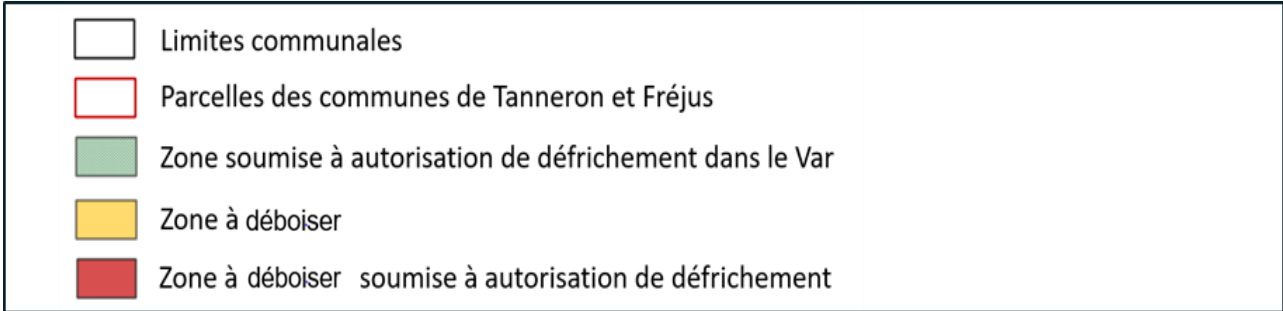 Limites communales
Parcelles des communes de Tanneron et Fréjus
Zone soumise à autorisation de défrichement dans le Var
Zone à déboiser
Zone à déboiser soumise à autorisation de défrichement